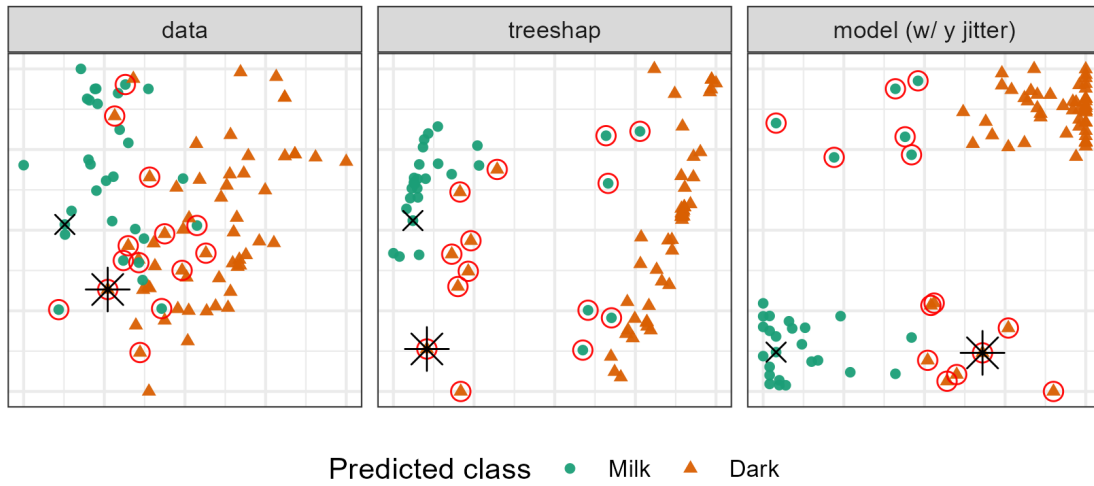 data
treeshap
model (w/ y jitter)
Predicted class
Milk
Dark